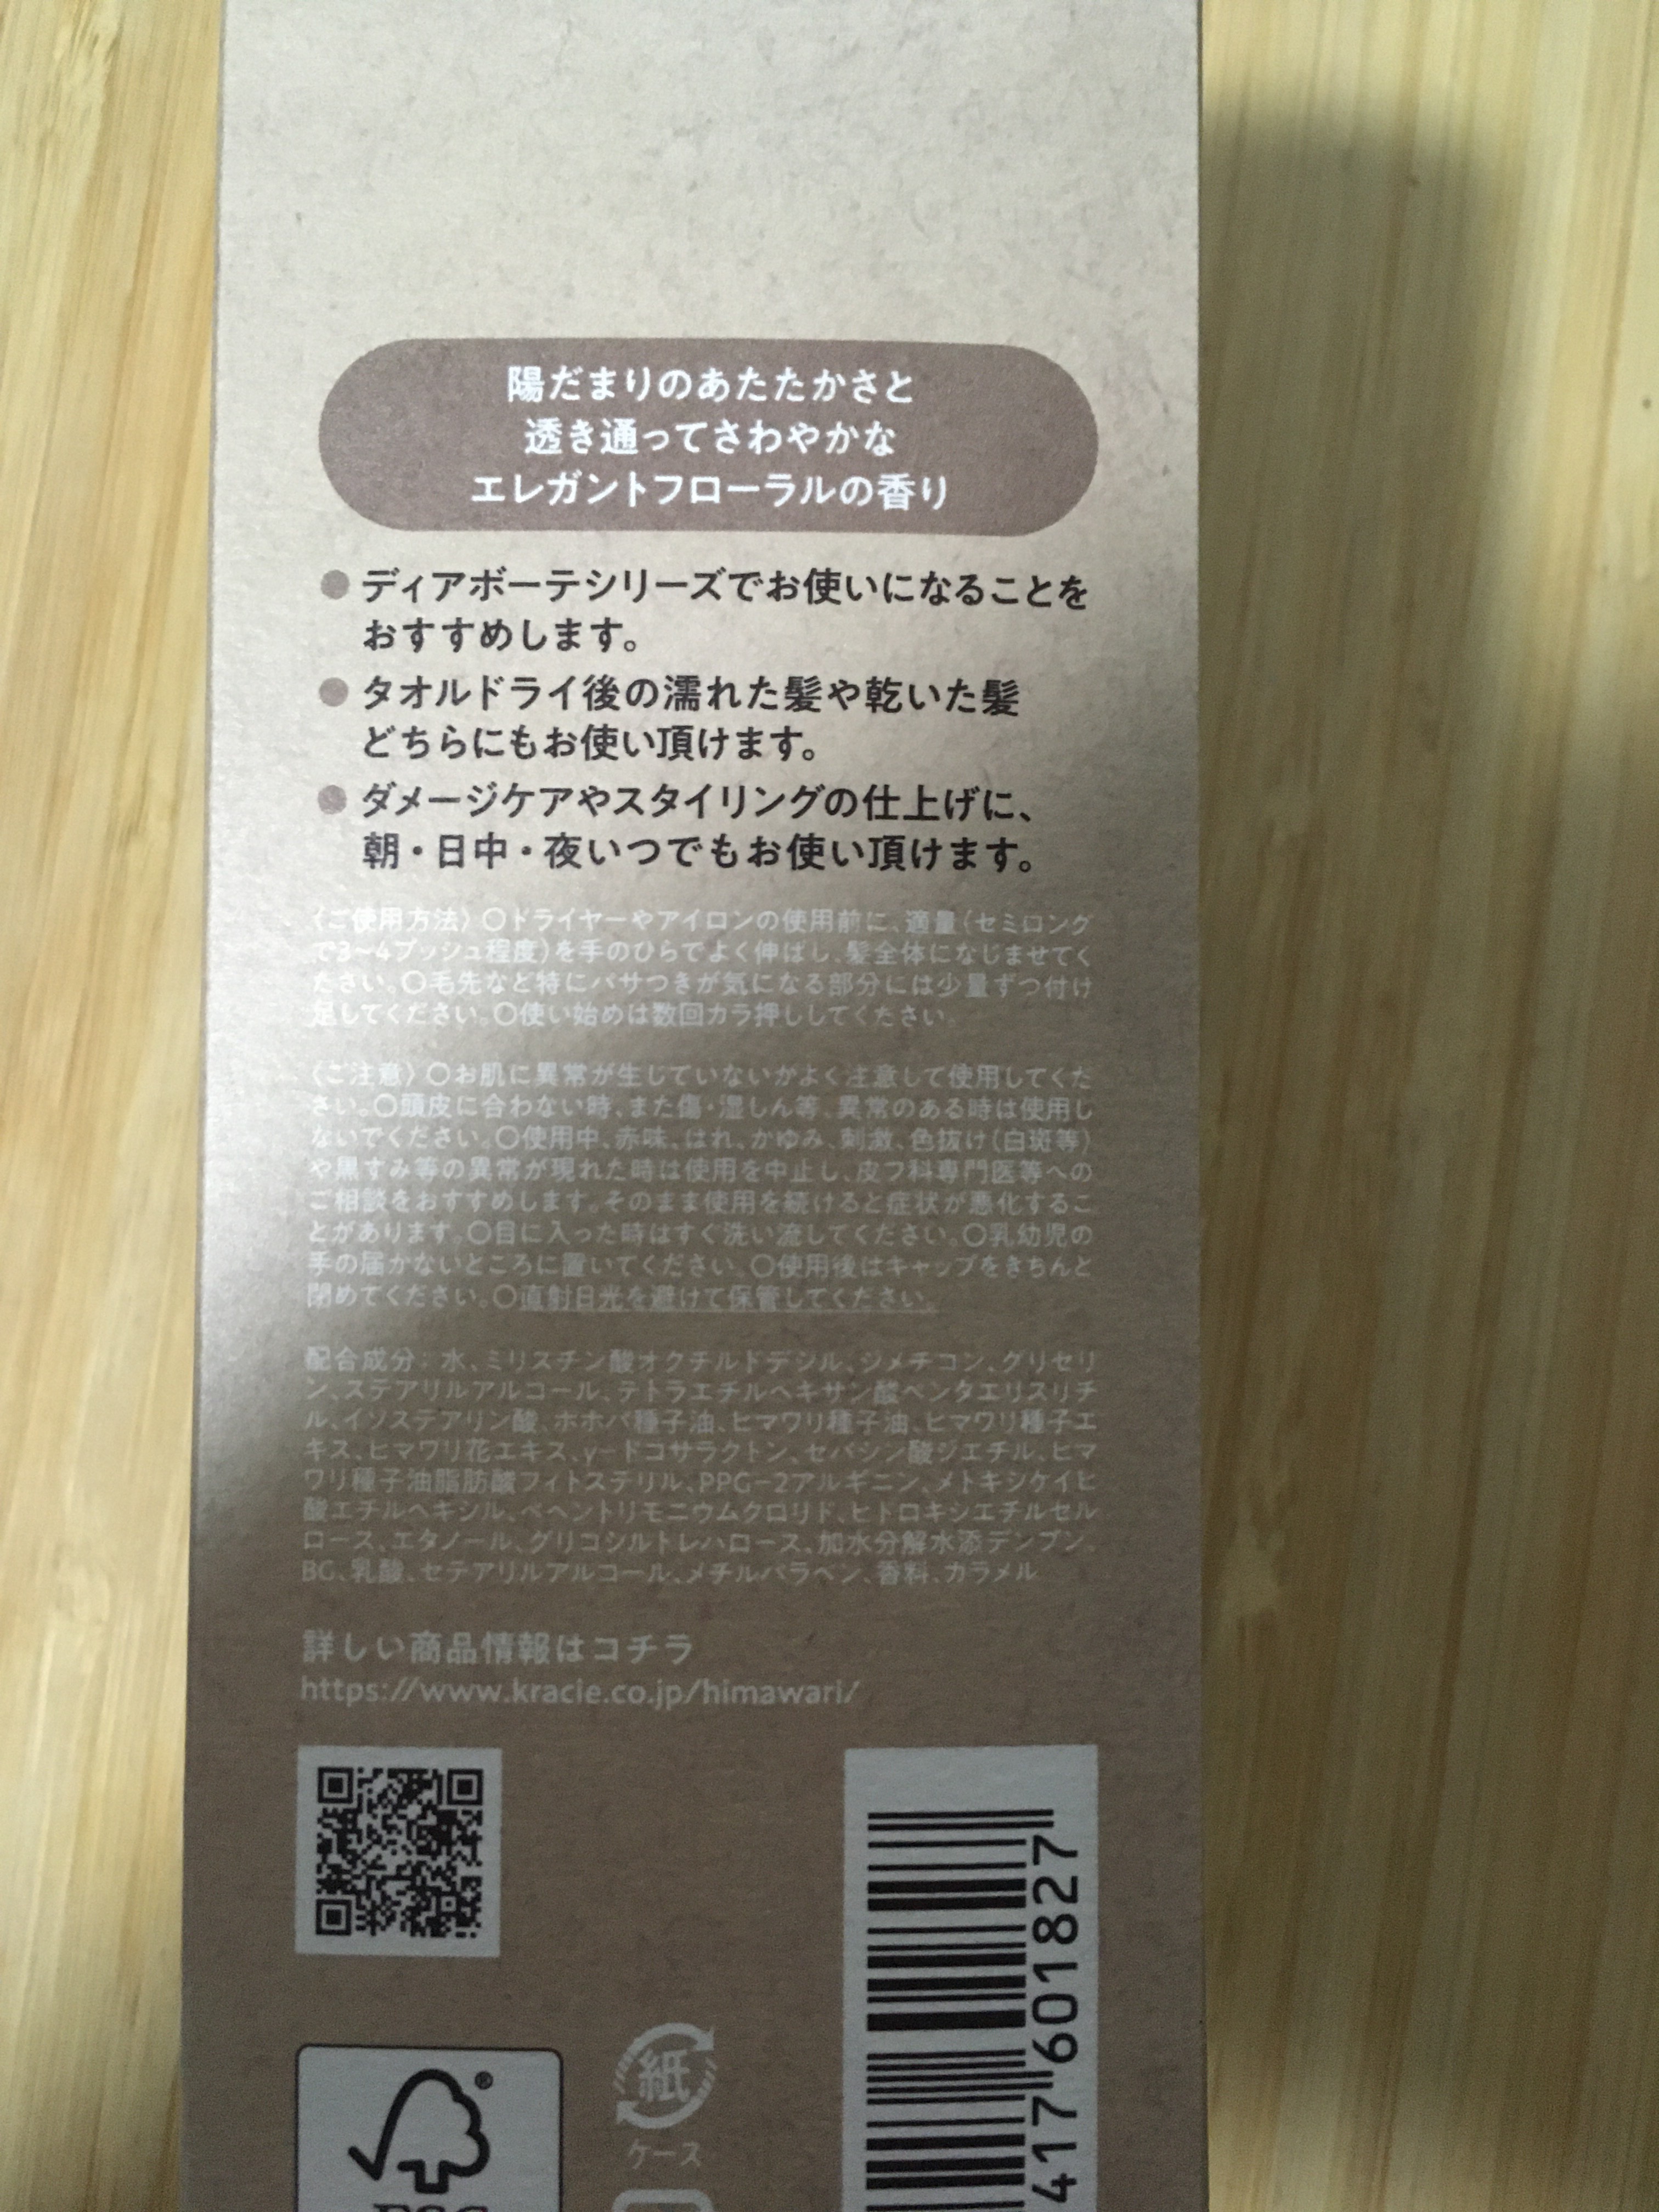 陽だまりのあたたかさと
透き通ってさわやかな
エレガントフローラルの香り
● ディアボーテシリーズでお使いになることを
おすすめします。
● タオルドライ後の濡れた髪や乾いた髪
どちらにもお使い頂けます。
● ダメージケアやスタイリングの仕上げに、
朝・日中・夜いつでもお使い頂けます。
〈ご使用方法〉○ドライヤーやアイロンの使用前に、適量(セミロング
で3〜4プッシュ程度)を手のひらでよく伸ばし、髪全体になじませてく
ださい。○毛先など特にパサつきが気になる部分には少量ずつ付け
足してください。○使い始めは数回カラ押ししてください。
〈ご注意〉○お肌に異常が生じていないかよく注意して使用してくだ
さい。○頭皮に合わない時、また傷・湿しん等、異常のある時は使用し
ないでください。○使用中、赤味、はれ、かゆみ、刺激、色抜け(白斑等)
や黒ずみ等の異常が現れた時は使用を中止し、皮フ科専門医等への
ご相談をおすすめします。そのまま使用を続けると症状が悪化するこ
とがあります。○目に入った時はすぐ洗い流してください。○乳幼児の
手の届かないところに置いてください。○使用後はキャップをきちんと
閉めてください。○直射日光を避けて保管してください。
配合成分：水、ミリスチン酸オクチルドデシル、ジメチコン、グリセリ
ン、ステアリルアルコール、テトラエチルヘキサン酸ペンタエリスリチ
ル、イソステアリン酸、ホホバ種子油、ヒマワリ種子油、ヒマワリ種子エ
キス、ヒマワリ花エキス、γ-ドコサラクトン、セバシン酸ジエチル、ヒマ
ワリ種子油脂肪酸フィトステリル、PPG-2アルギニン、メトキシケイヒ
酸エチルヘキシル、ベヘントリモニウムクロリド、ヒドロキシエチルセル
ロース、エタノール、グリコシルトレハロース、加水分解水添デンプン、
BG、乳酸、セテアリルアルコール、メチルパラベン、香料、カラメル
詳しい商品情報はコチラ
https://www.kracie.co.jp/himawari/
417601827
紙
ケース
FSC